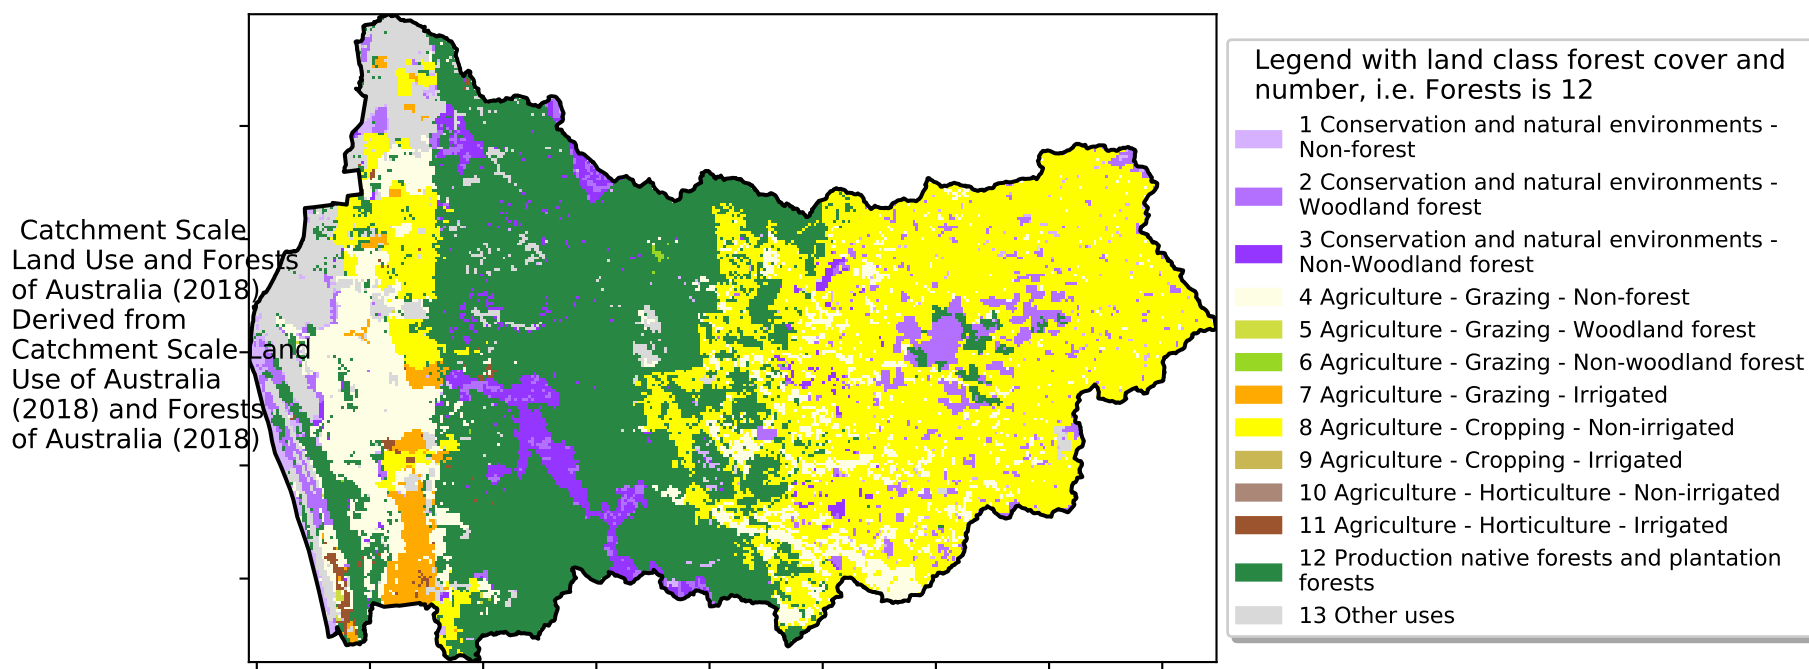 Catchment Scale
Land Use and Forests
of Australia (2018)
Derived from
Catchment Scale Land
Use of Australia
(2018) and Forests
of Australia (2018)
Legend with land class forest cover and
number, i.e. Forests is 12
1 Conservation and natural environments -
Non-forest
2 Conservation and natural environments -
Woodland forest
3 Conservation and natural environments -
Non-Woodland forest
4 Agriculture - Grazing - Non-forest
5 Agriculture - Grazing - Woodland forest
6 Agriculture - Grazing - Non-woodland forest
7 Agriculture - Grazing - Irrigated
8 Agriculture - Cropping - Non-irrigated
9 Agriculture - Cropping - Irrigated
10 Agriculture - Horticulture - Non-irrigated
11 Agriculture - Horticulture - Irrigated
12 Production native forests and plantation
forests
13 Other uses